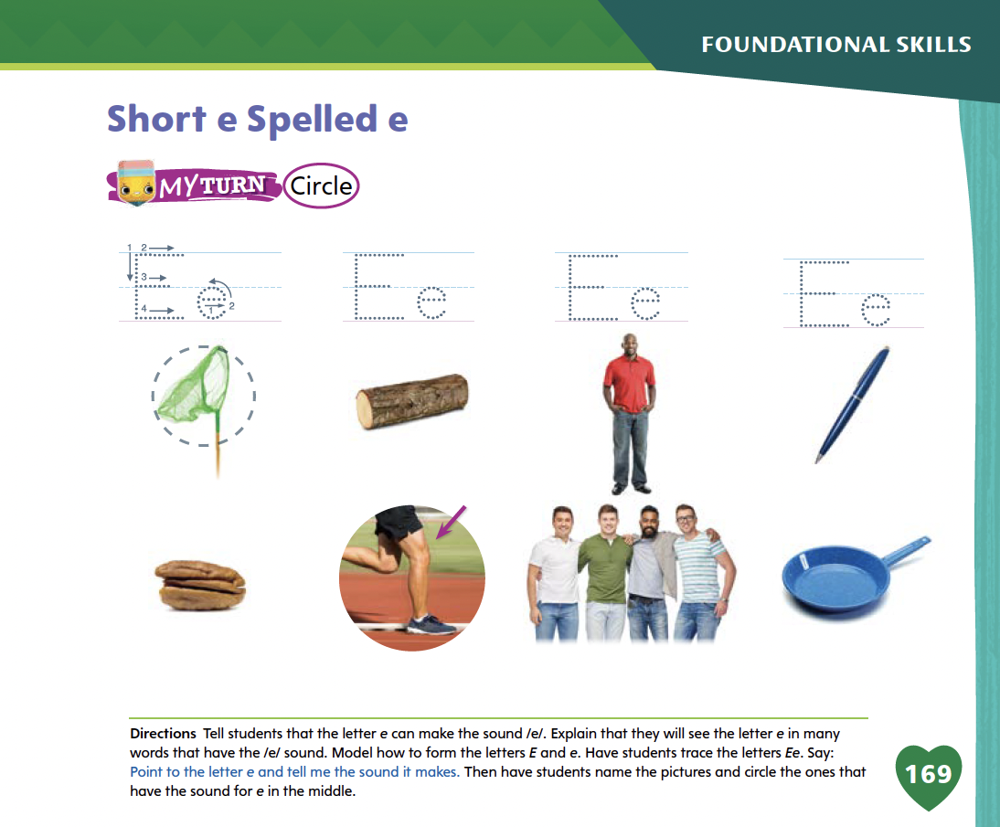 FOUNDATIONAL SKILLS
Short e Spelled e
MY TURN Circle
1 2
3
4
1 2
E e E e E e E e
Directions Tell students that the letter e can make the sound /e/. Explain that they will see the letter e in many
words that have the /e/ sound. Model how to form the letters E and e. Have students trace the letters Ee. Say:
Point to the letter e and tell me the sound it makes. Then have students name the pictures and circle the ones that
have the sound for e in the middle.
169